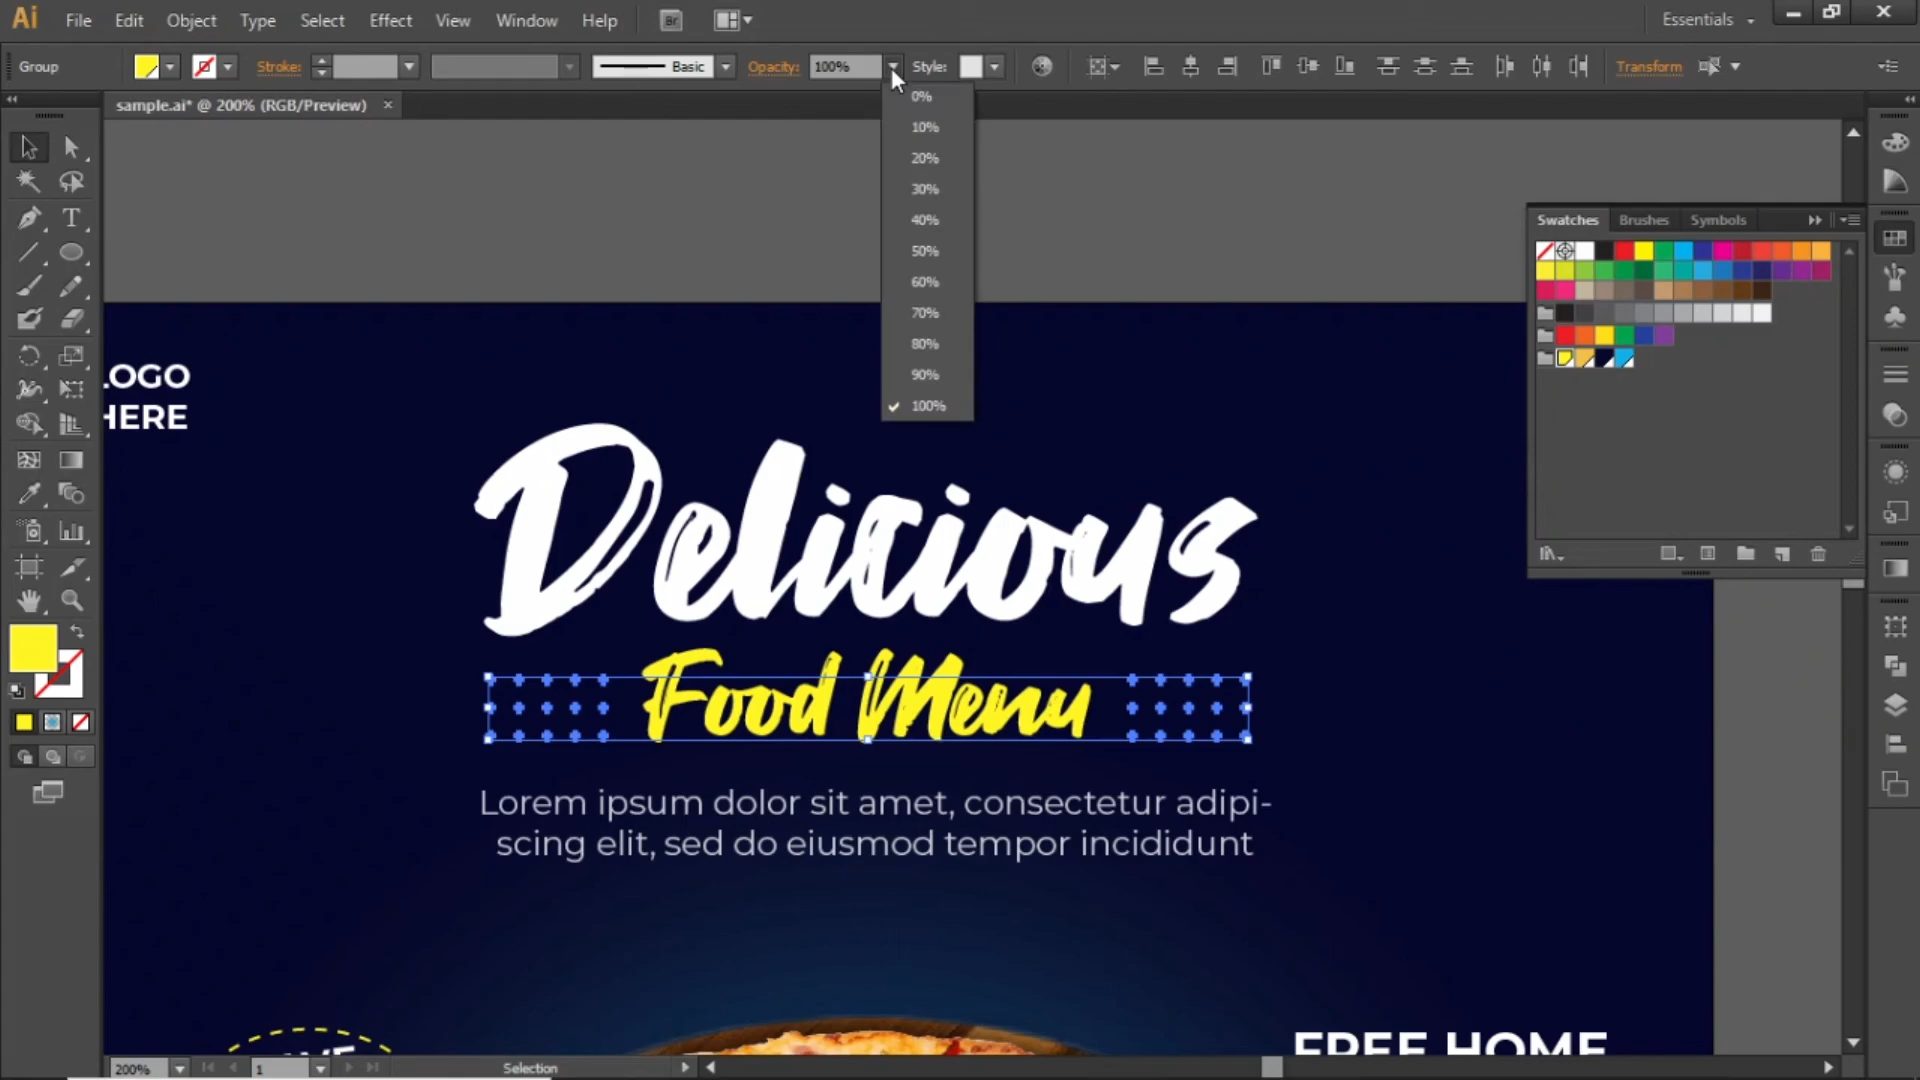 Ai File Edit Object Type Select Effect View Window Help Br Essentials
Group Stroke: Basic Opacity: 100% Style: Transform
sample.ai* @ 200% (RGB/Preview)
0%
10%
20%
30%
40%
50%
60%
70%
80%
90%
100%
Swatches Brushes Symbols
LOGO
HERE
Delicious
Food Menu
Lorem ipsum dolor sit amet, consectetur adipi-
scing elit, sed do eiusmod tempor incididunt
FREE HOME
200% 1 Selection